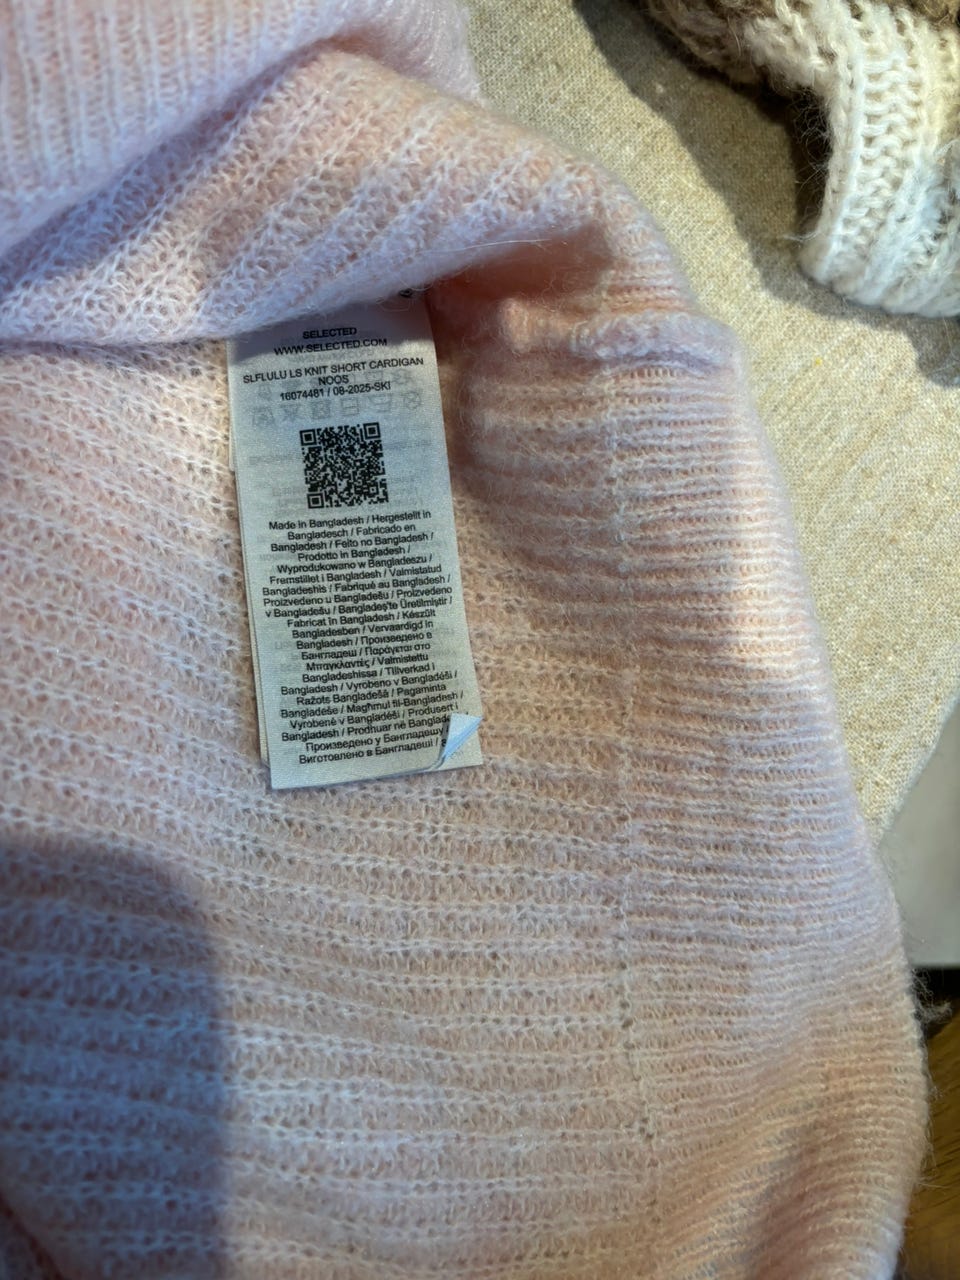 SELECTED
WWW.SELECTED.COM
SLFLULU LS KNIT SHORT CARDIGAN
NOOS
16074481 / 08-2025-SKI
Made in Bangladesh / Hergestellt in
Bangladesch / Fabricado en
Bangladesh / Feito no Bangladesh /
Prodotto in Bangladesh /
Wyprodukowano w Bangladeszu /
Fremstillet i Bangladesh / Valmistatud
Bangladeshis / Fabriqué au Bangladesh /
Proizvedeno u Bangladešu / Proizvedeno
v Bangladešu / Bangladeş'te Üretilmiştir /
Fabricat în Bangladesh / Készült
Bangladesben / Vervaardigd in
Bangladesh / Произведено в
Бангладеш / Παράγεται στο
Μπαγκλαντές / Valmistettu
Bangladeshissa / Tillverkad i
Bangladesh / Vyrobeno v Bangladéši /
Ražots Bangladešā / Pagaminta
Bangladeše / Magħmul fil-Bangladesh /
Vyrobené v Bangladéši / Produsert i
Bangladesh / Prodhuar në
Произведено у Бангладешу /
Виготовлено в Бангладеші /